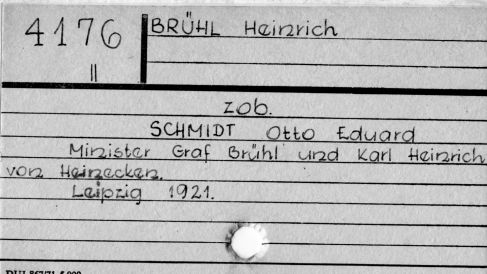 4176 BRÜHL Heinrich
II
zob.
SCHMIDT Otto Eduard
Minister Graf Brühl und Karl Heinrich
von Heinecken.
Leipzig 1921.